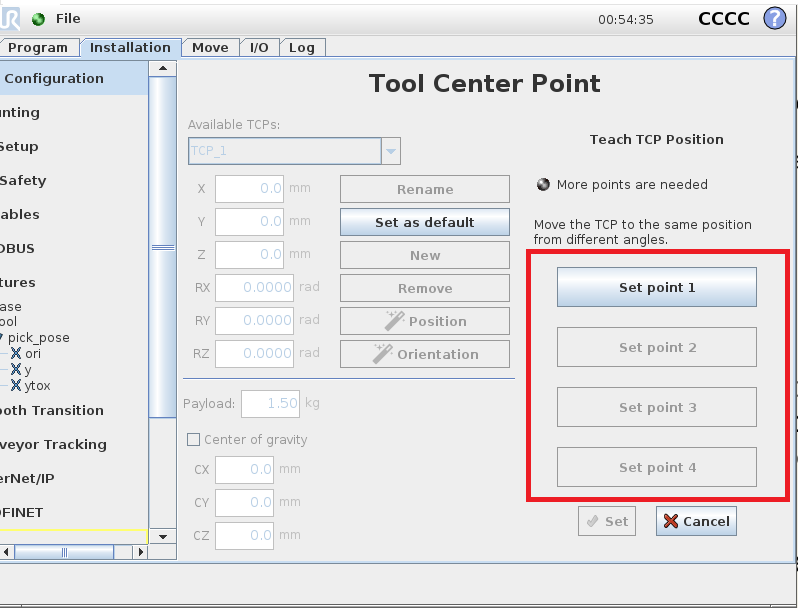 UR File 00:54:35 CCCC ?
Program Installation Move I/O Log
Configuration
unting
Setup
Safety
ables
DBUS
tures
ase
ool
pick_pose
ori
y
ytox
ooth Transition
veyor Tracking
erNet/IP
OFINET
Tool Center Point
Available TCPs:
TCP_1
X 0.0 mm Rename
Y 0.0 mm Set as default
Z 0.0 mm New
RX 0.0000 rad Remove
RY 0.0000 rad Position
RZ 0.0000 rad Orientation
Payload: 1.50 kg
Center of gravity
CX 0.0 mm
CY 0.0 mm
CZ 0.0 mm
Teach TCP Position
More points are needed
Move the TCP to the same position
from different angles.
Set point 1
Set point 2
Set point 3
Set point 4
Set Cancel